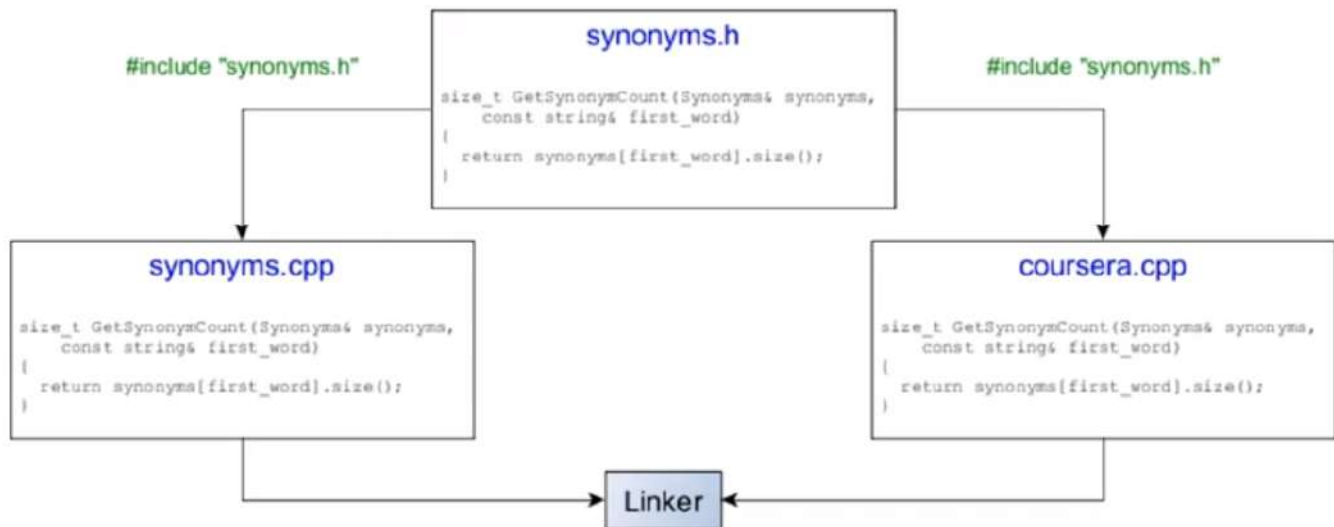 synonyms.h
#include "synonyms.h"
#include "synonyms.h"
size_t GetSynonymCount(Synonyms& synonyms,
const string& first_word)
{
return synonyms[first_word].size();
}
synonyms.cpp
size_t GetSynonymCount(Synonyms& synonyms,
const string& first_word)
{
return synonyms[first_word].size();
}
coursera.cpp
size_t GetSynonymCount(Synonyms& synonyms,
const string& first_word)
{
return synonyms[first_word].size();
}
Linker